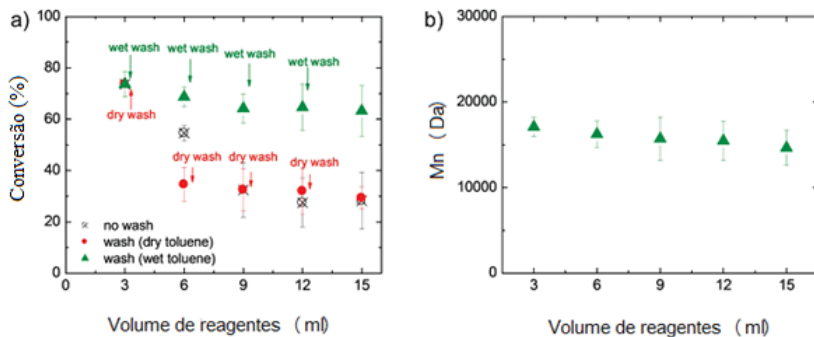 a)
100
80
60
40
20
0
Conversão (%)
wet wash
wet wash
wet wash
wet wash
dry wash
dry wash
dry wash
dry wash
no wash
wash (dry toluene)
wash (wet toluene)
0 3 6 9 12 15
Volume de reagentes (ml)
b)
30000
20000
10000
0
Mn (Da)
3 6 9 12 15
Volume de reagentes (ml)